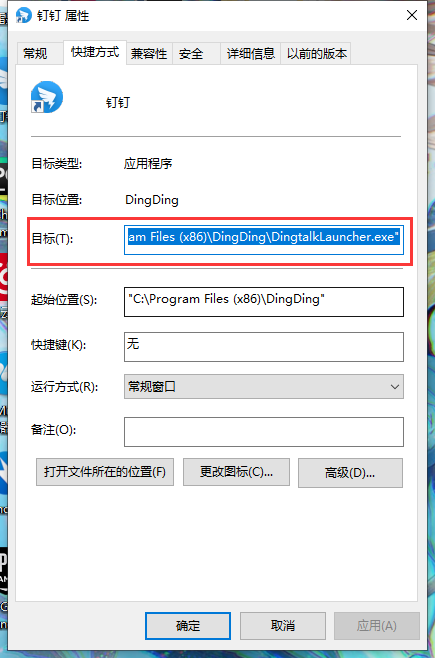 钉钉 属性
常规 快捷方式 兼容性 安全 详细信息 以前的版本
钉钉
目标类型: 应用程序
目标位置: DingDing
目标(T): am Files (x86)\DingDing\DingtalkLauncher.exe"
起始位置(S): "C:\Program Files (x86)\DingDing"
快捷键(K): 无
运行方式(R): 常规窗口
备注(O):
打开文件所在的位置(F) 更改图标(C)... 高级(D)...
确定 取消 应用(A)